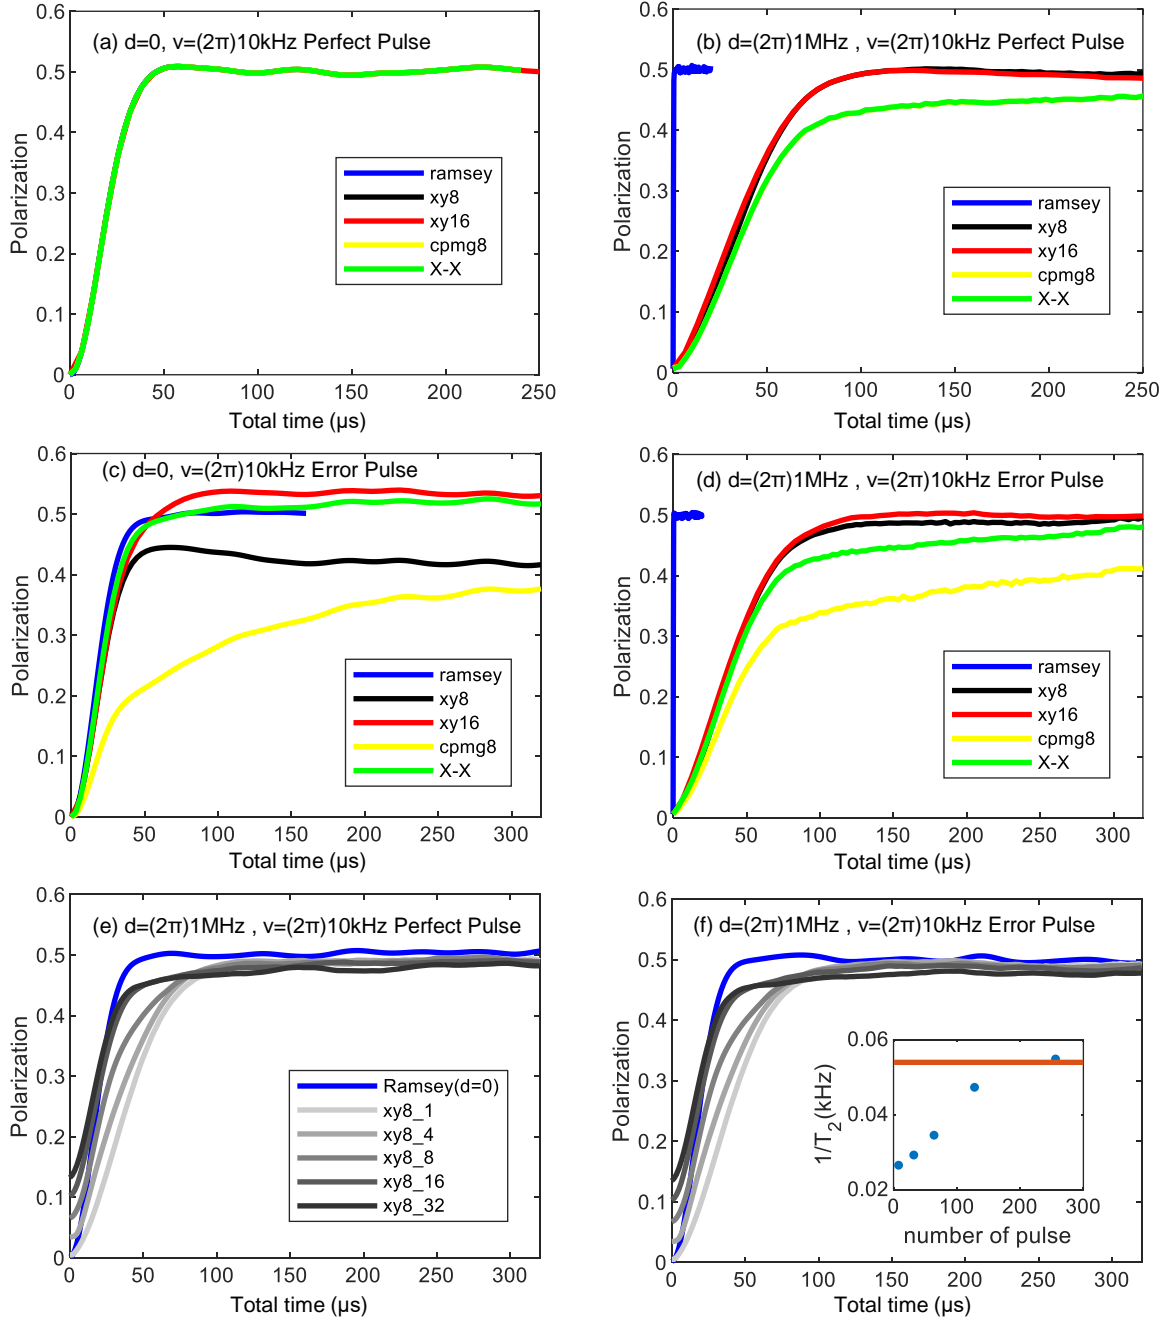 (a) d=0, v=(2π)10kHz Perfect Pulse
Polarization
0.6
0.5
0.4
0.3
0.2
0.1
0
ramsey
xy8
xy16
cpmg8
X-X
0 50 100 150 200 250
Total time (μs)
(b) d=(2π)1MHz , v=(2π)10kHz Perfect Pulse
Polarization
0.6
0.5
0.4
0.3
0.2
0.1
0
ramsey
xy8
xy16
cpmg8
X-X
0 50 100 150 200 250
Total time (μs)
(c) d=0, v=(2π)10kHz Error Pulse
Polarization
0.6
0.5
0.4
0.3
0.2
0.1
0
ramsey
xy8
xy16
cpmg8
X-X
0 50 100 150 200 250 300
Total time (μs)
(d) d=(2π)1MHz , v=(2π)10kHz Error Pulse
Polarization
0.6
0.5
0.4
0.3
0.2
0.1
0
ramsey
xy8
xy16
cpmg8
X-X
0 50 100 150 200 250 300
Total time (μs)
(e) d=(2π)1MHz , v=(2π)10kHz Perfect Pulse
Polarization
0.6
0.5
0.4
0.3
0.2
0.1
0
Ramsey(d=0)
xy8_1
xy8_4
xy8_8
xy8_16
xy8_32
0 50 100 150 200 250 300
Total time (μs)
(f) d=(2π)1MHz , v=(2π)10kHz Error Pulse
Polarization
0.6
0.5
0.4
0.3
0.2
0.1
0
1/T2(kHz)
0.06
0.04
0.02
0 100 200 300
number of pulse
0 50 100 150 200 250 300
Total time (μs)